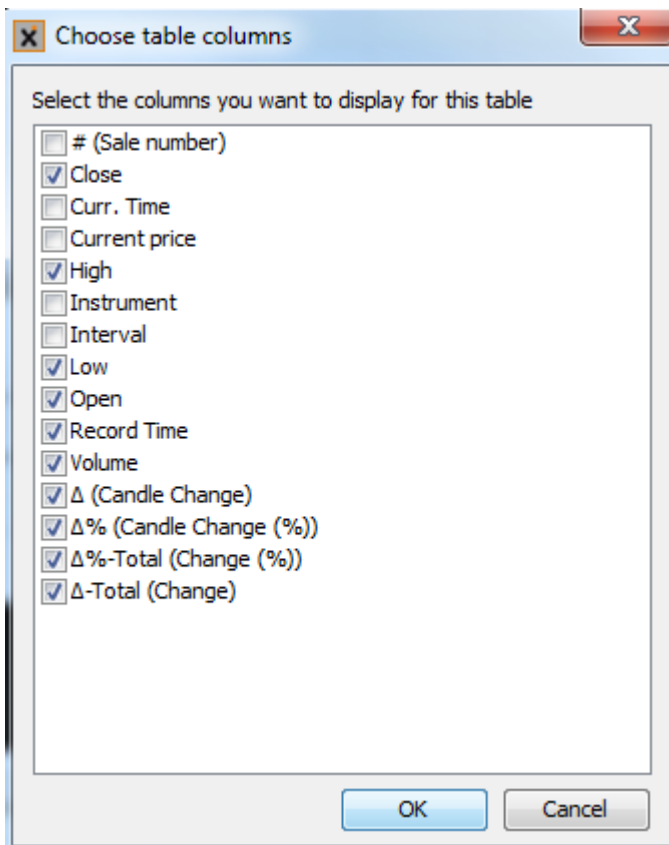 Choose table columns
Select the columns you want to display for this table
# (Sale number)
Close
Curr. Time
Current price
High
Instrument
Interval
Low
Open
Record Time
Volume
Δ (Candle Change)
Δ% (Candle Change (%))
Δ%-Total (Change (%))
Δ-Total (Change)
OK Cancel